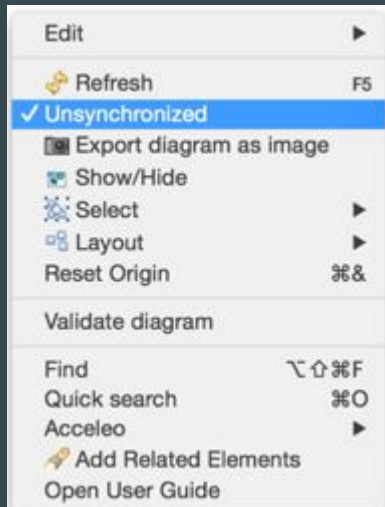 Edit ▶
Refresh F5
✓ Unsynchronized
Export diagram as image
Show/Hide
Select ▶
Layout ▶
Reset Origin ⌘&
Validate diagram
Find ⌥⇧⌘F
Quick search ⌘O
Acceleo ▶
Add Related Elements
Open User Guide